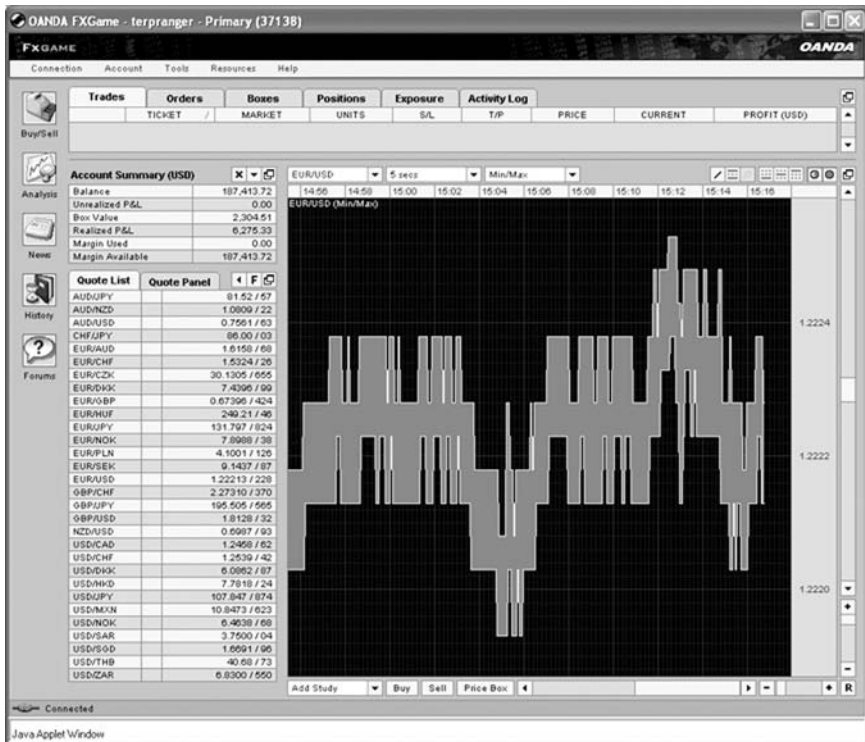 OANDA FXGame - terpranger - Primary (37138)
FXGAME OANDA
Connection Account Tools Resources Help
Trades Orders Boxes Positions Exposure Activity Log
TICKET / MARKET UNITS S/L T/P PRICE CURRENT PROFIT (USD)
Buy/Sell
Analysis
News
History
Forums
Account Summary (USD)
Balance 187,413.72
Unrealized P&L 0.00
Box Value 2,304.51
Realized P&L 6,275.33
Margin Used 0.00
Margin Available 187,413.72
Quote List Quote Panel F
AUD/JPY 81.52 / 57
AUD/NZD 1.0809 / 22
AUD/USD 0.7561 / 63
CHF/JPY 86.00 / 03
EUR/AUD 1.6158 / 68
EUR/CHF 1.5324 / 26
EUR/CZK 30.1305 / 655
EUR/DKK 7.4396 / 99
EUR/GBP 0.67396 / 424
EUR/HUF 249.21 / 46
EUR/JPY 131.797 / 824
EUR/NOK 7.8988 / 38
EUR/PLN 4.1001 / 126
EUR/SEK 9.1437 / 87
EUR/USD 1.22213 / 228
GBP/CHF 2.27310 / 370
GBP/JPY 195.505 / 565
GBP/USD 1.8128 / 32
NZD/USD 0.6987 / 93
USD/CAD 1.2458 / 62
USD/CHF 1.2539 / 42
USD/DKK 6.0862 / 87
USD/HKD 7.7818 / 24
USD/JPY 107.847 / 874
USD/MXN 10.8473 / 623
USD/NOK 6.4638 / 68
USD/SAR 3.7500 / 04
USD/SGD 1.6691 / 96
USD/THB 40.68 / 73
USD/ZAR 6.8300 / 550
EUR/USD 5 secs Min/Max
14:56 14:58 15:00 15:02 15:04 15:06 15:08 15:10 15:12 15:14 15:16
EUR/USD (Min/Max)
1.2224
1.2222
1.2220
Add Study Buy Sell Price Box R
Connected
Java Applet Window